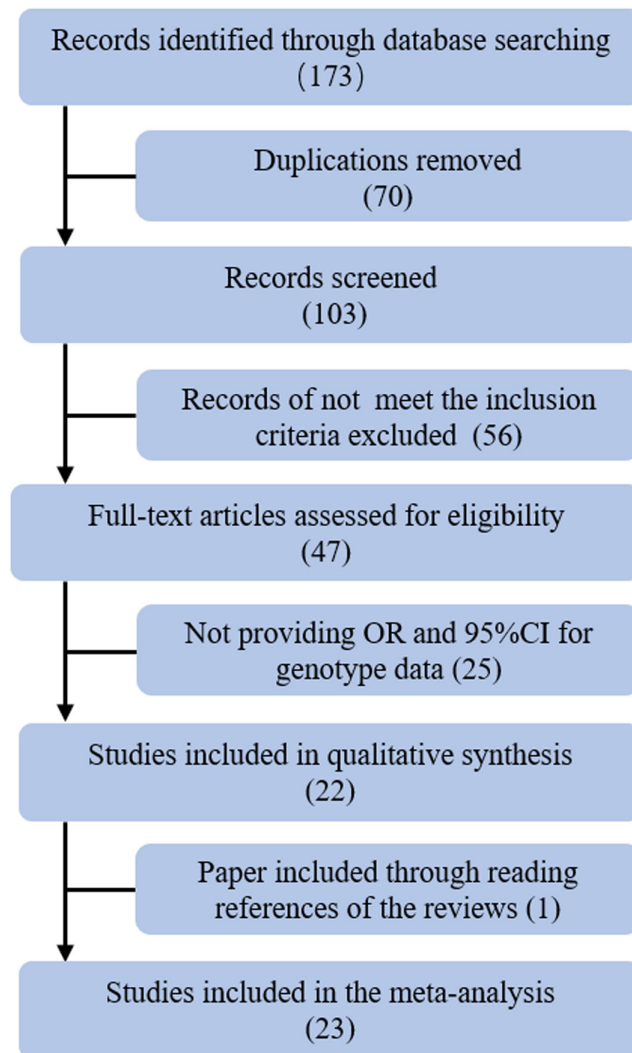 Records identified through database searching
(173)
Duplications removed
(70)
Records screened
(103)
Records of not meet the inclusion
criteria excluded (56)
Full-text articles assessed for eligibility
(47)
Not providing OR and 95%CI for
genotype data (25)
Studies included in qualitative synthesis
(22)
Paper included through reading
references of the reviews (1)
Studies included in the meta-analysis
(23)